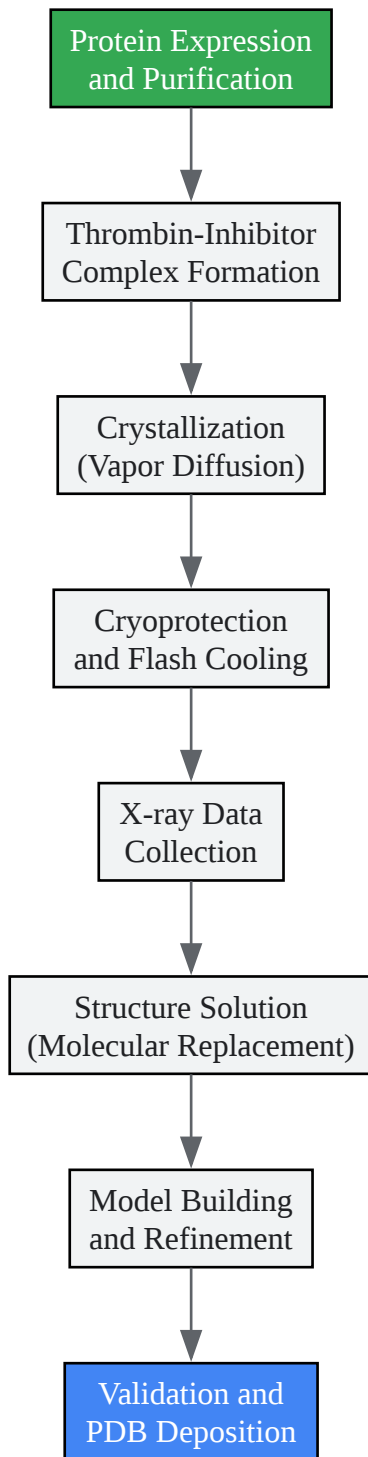 Protein Expression
and Purification
Thrombin-Inhibitor
Complex Formation
Crystallization
(Vapor Diffusion)
Cryoprotection
and Flash Cooling
X-ray Data
Collection
Structure Solution
(Molecular Replacement)
Model Building
and Refinement
Validation and
PDB Deposition